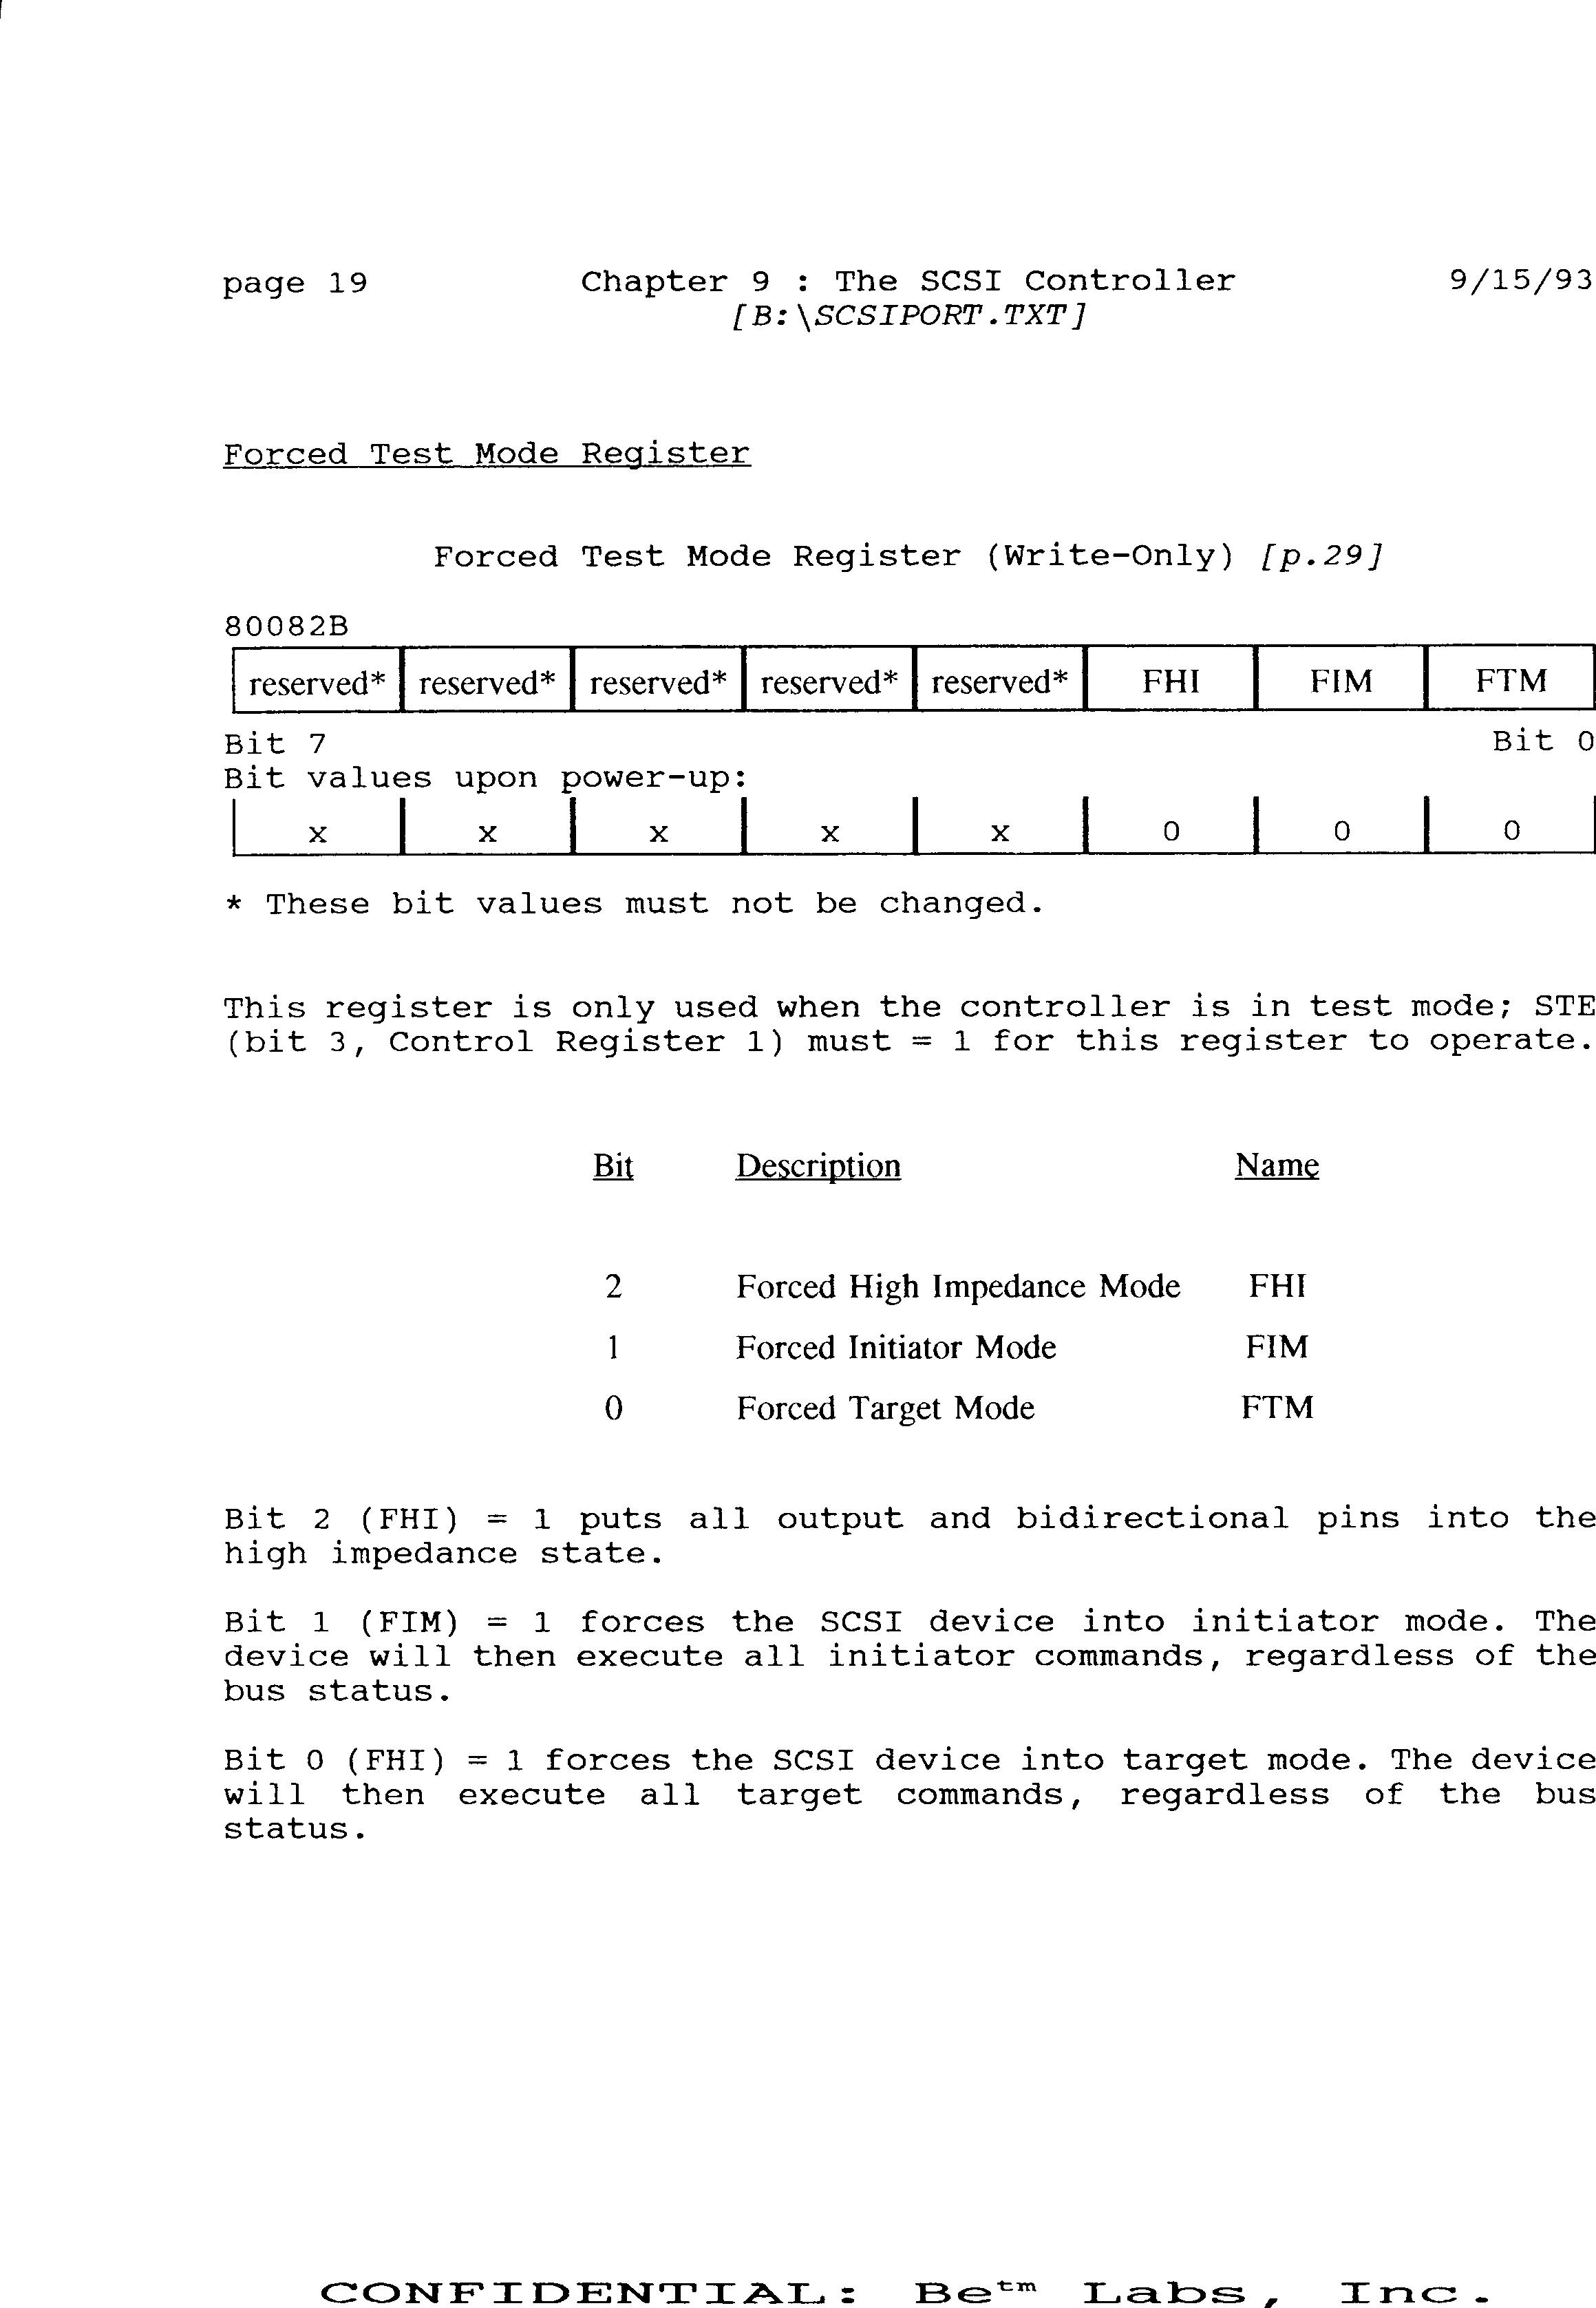 page 19 Chapter 9 : The SCSI Controller 9/15/93
[B:\SCSIPORT.TXT]
Forced Test Mode Register
Forced Test Mode Register (Write-Only) [p.29]
80082B
reserved* reserved* reserved* reserved* reserved* FHI FIM FTM
Bit 7 Bit 0
Bit values upon power-up:
x x x x x 0 0 0
* These bit values must not be changed.
This register is only used when the controller is in test mode; STE
(bit 3, Control Register 1) must = 1 for this register to operate.
Bit Description Name
2 Forced High Impedance Mode FHI
1 Forced Initiator Mode FIM
0 Forced Target Mode FTM
Bit 2 (FHI) = 1 puts all output and bidirectional pins into the
high impedance state.
Bit 1 (FIM) = 1 forces the SCSI device into initiator mode. The
device will then execute all initiator commands, regardless of the
bus status.
Bit 0 (FHI) = 1 forces the SCSI device into target mode. The device
will then execute all target commands, regardless of the bus
status.
CONFIDENTIAL: Be™ Labs, Inc.